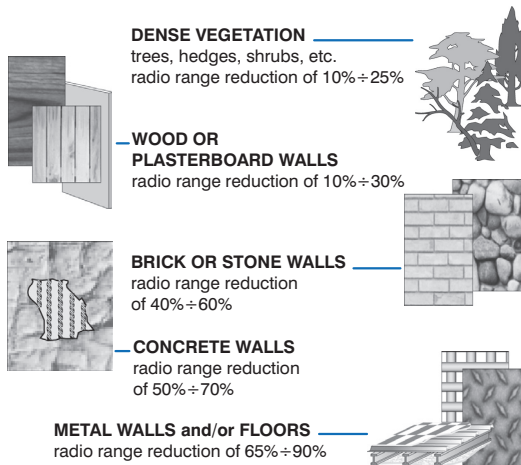 DENSE VEGETATION
trees, hedges, shrubs, etc.
radio range reduction of 10%÷25%
WOOD OR
PLASTERBOARD WALLS
radio range reduction of 10%÷30%
BRICK OR STONE WALLS
radio range reduction
of 40%÷60%
CONCRETE WALLS
radio range reduction
of 50%÷70%
METAL WALLS and/or FLOORS
radio range reduction of 65%÷90%